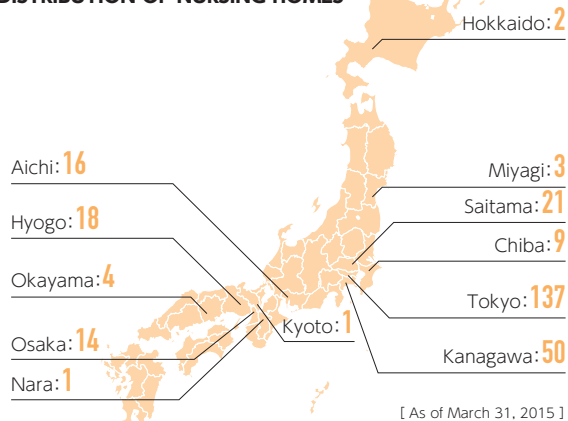 DISTRIBUTION OF NURSING HOMES
Hokkaido: 2
Aichi: 16
Miyagi: 3
Saitama: 21
Hyogo: 18
Chiba: 9
Okayama: 4
Tokyo: 137
Kyoto: 1
Osaka: 14
Kanagawa: 50
Nara: 1
[ As of March 31, 2015 ]